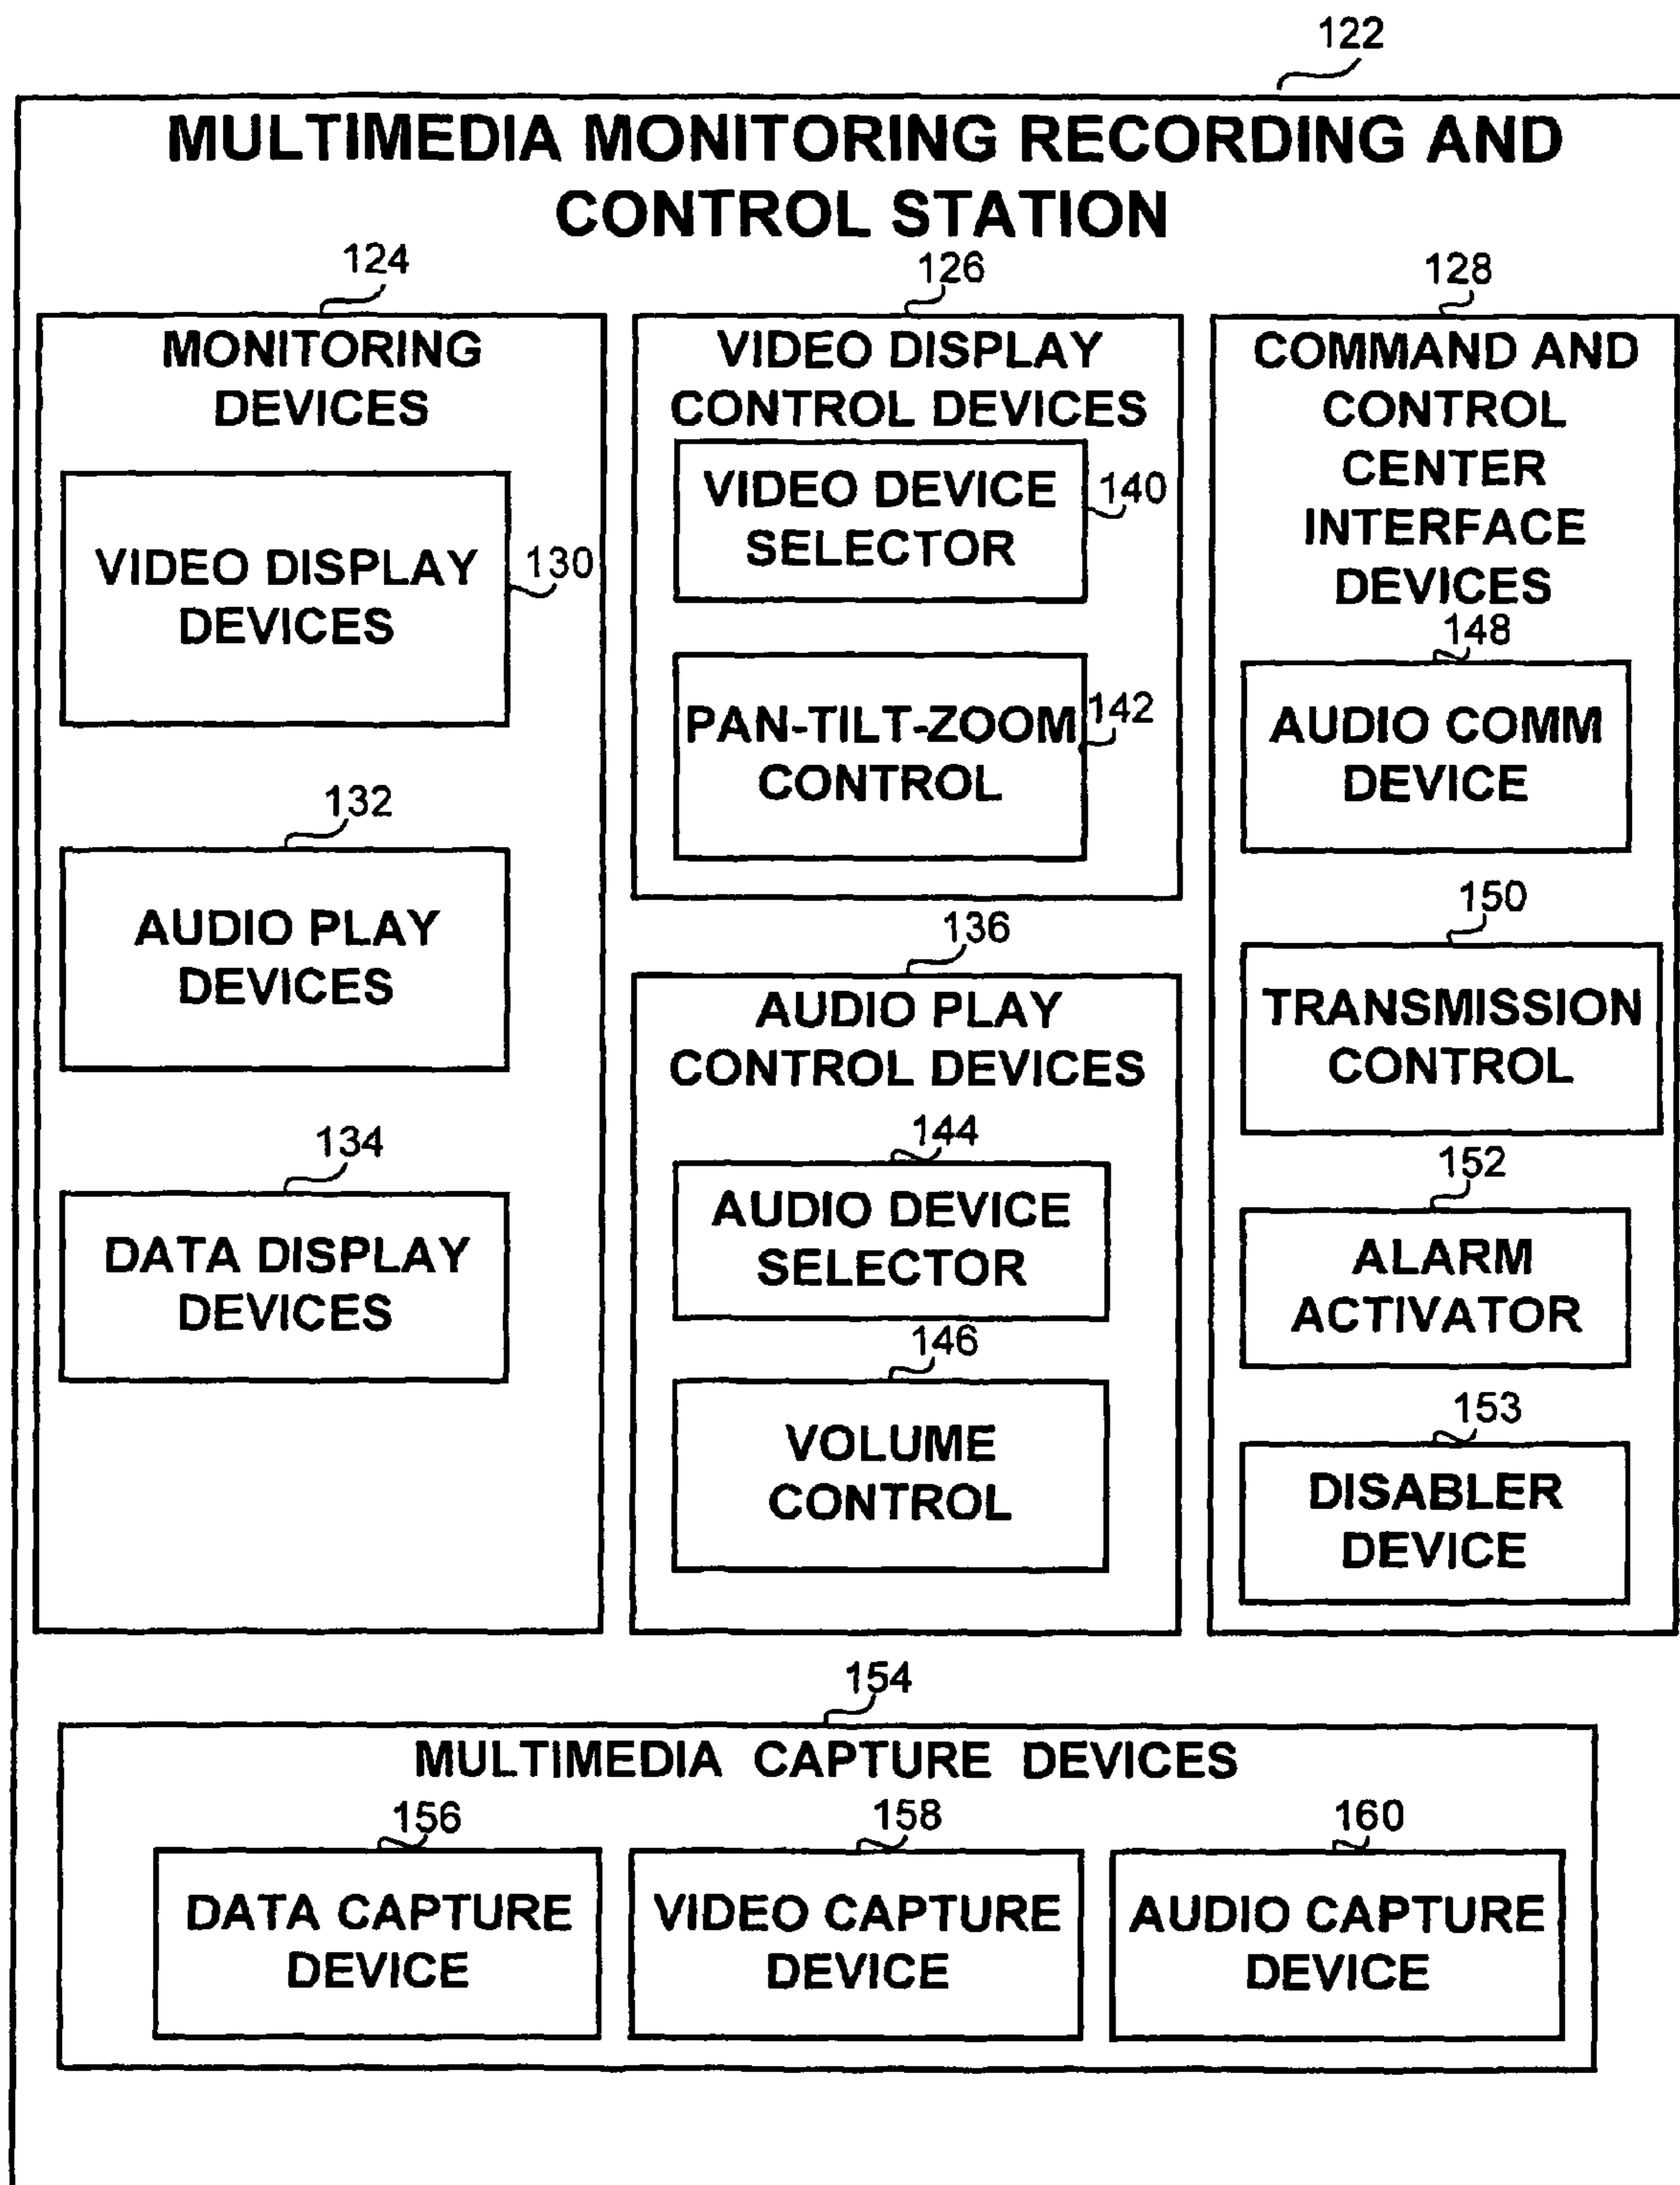 122
MULTIMEDIA MONITORING RECORDING AND
CONTROL STATION
124
MONITORING
DEVICES
VIDEO DISPLAY
DEVICES
130
132
AUDIO PLAY
DEVICES
134
DATA DISPLAY
DEVICES
126
VIDEO DISPLAY
CONTROL DEVICES
VIDEO DEVICE
SELECTOR
140
PAN-TILT-ZOOM
CONTROL
142
136
AUDIO PLAY
CONTROL DEVICES
144
AUDIO DEVICE
SELECTOR
146
VOLUME
CONTROL
128
COMMAND AND
CONTROL
CENTER
INTERFACE
DEVICES
148
AUDIO COMM
DEVICE
150
TRANSMISSION
CONTROL
152
ALARM
ACTIVATOR
153
DISABLER
DEVICE
154
MULTIMEDIA CAPTURE DEVICES
156
DATA CAPTURE
DEVICE
158
VIDEO CAPTURE
DEVICE
160
AUDIO CAPTURE
DEVICE